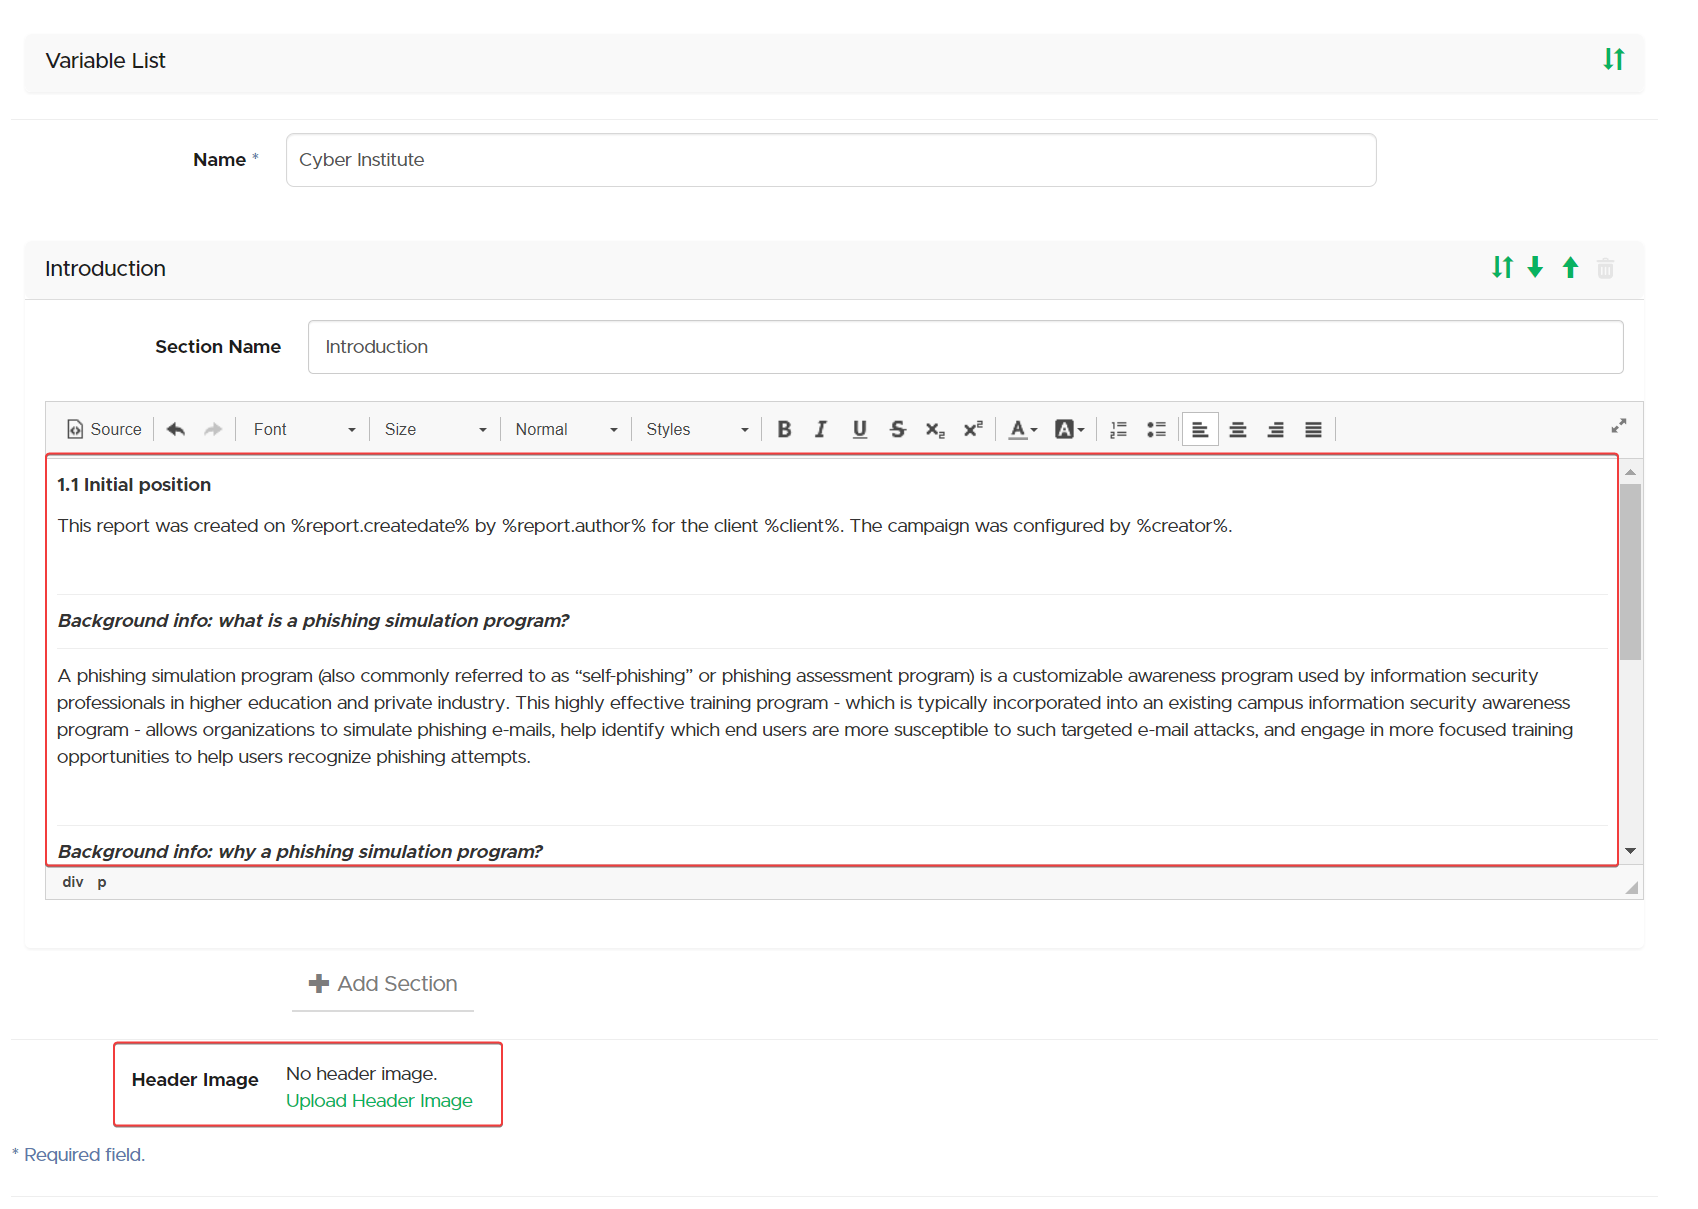 Variable List
Name *
Cyber Institute
Introduction
Section Name
Introduction
Source
Font
Size
Normal
Styles
B I U S x₂ x² A A
1.1 Initial position
This report was created on %report.createdate% by %report.author% for the client %client%. The campaign was configured by %creator%.
Background info: what is a phishing simulation program?
A phishing simulation program (also commonly referred to as “self-phishing” or phishing assessment program) is a customizable awareness program used by information security
professionals in higher education and private industry. This highly effective training program - which is typically incorporated into an existing campus information security awareness
program - allows organizations to simulate phishing e-mails, help identify which end users are more susceptible to such targeted e-mail attacks, and engage in more focused training
opportunities to help users recognize phishing attempts.
Background info: why a phishing simulation program?
div p
Add Section
Header Image
No header image.
Upload Header Image
* Required field.